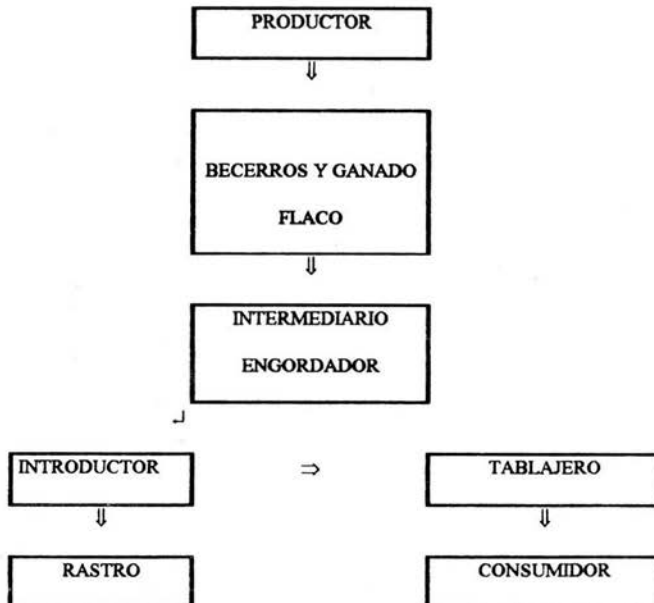 PRODUCTOR
⇓
BECERROS Y GANADO
FLACO
⇓
INTERMEDIARIO
ENGORDADOR
↵
INTRODUCTOR ⇒ TABLAJERO
⇓ ⇓
RASTRO CONSUMIDOR